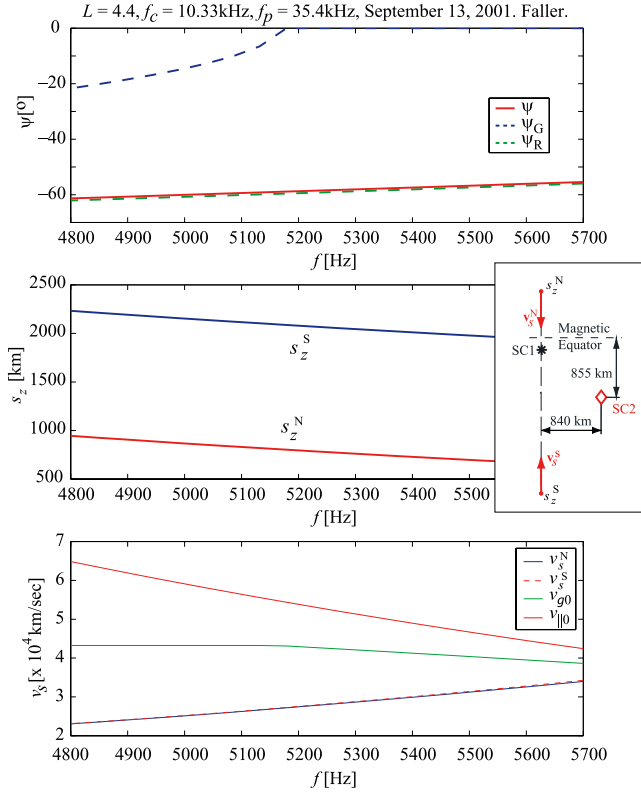 L = 4.4, f_c = 10.33kHz, f_p = 35.4kHz, September 13, 2001. Faller.
0
−20
−40
−60
ψ[°]
ψ
ψ_G
ψ_R
4800 4900 5000 5100 5200 5300 5400 5500 5600 5700
f [Hz]
2500
2000
1500
1000
500
s_z [km]
s_z^S
s_z^N
4800 4900 5000 5100 5200 5300 5400 555
f [Hz]
s_z^N
v_s^N
Magnetic
Equator
SC1
855 km
SC2
840 km
v_s^S
s_z^S
7
6
5
4
3
2
v_s [x 10^4 km/sec]
v_s^N
v_s^S
v_g0
v_||0
4800 4900 5000 5100 5200 5300 5400 5500 5600 5700
f [Hz]